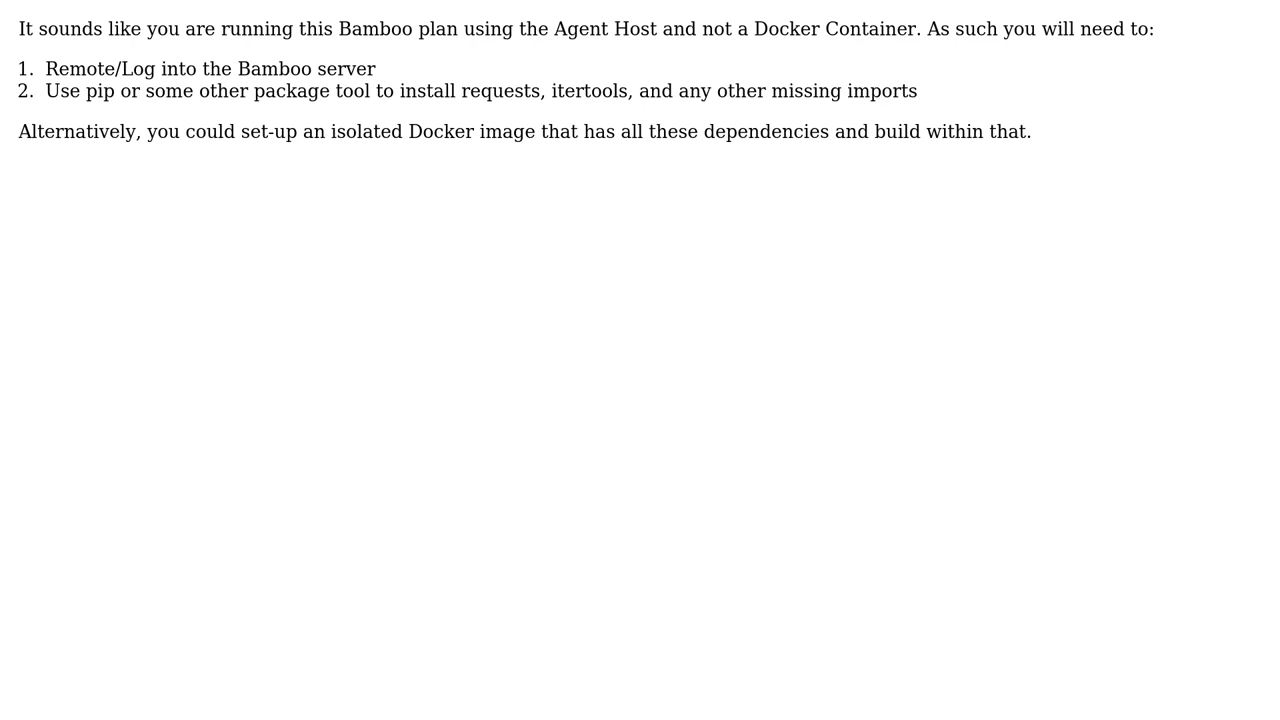 It sounds like you are running this Bamboo plan using the Agent Host and not a Docker Container. As such you will need to:
1. Remote/Log into the Bamboo server
2. Use pip or some other package tool to install requests, itertools, and any other missing imports
Alternatively, you could set-up an isolated Docker image that has all these dependencies and build within that.